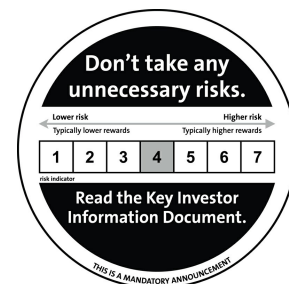 Don’t take any
unnecessary risks.
Lower risk Higher risk
Typically lower rewards Typically higher rewards
1 2 3 4 5 6 7
risk indicator
Read the Key Investor
Information Document.
THIS IS A MANDATORY ANNOUNCEMENT